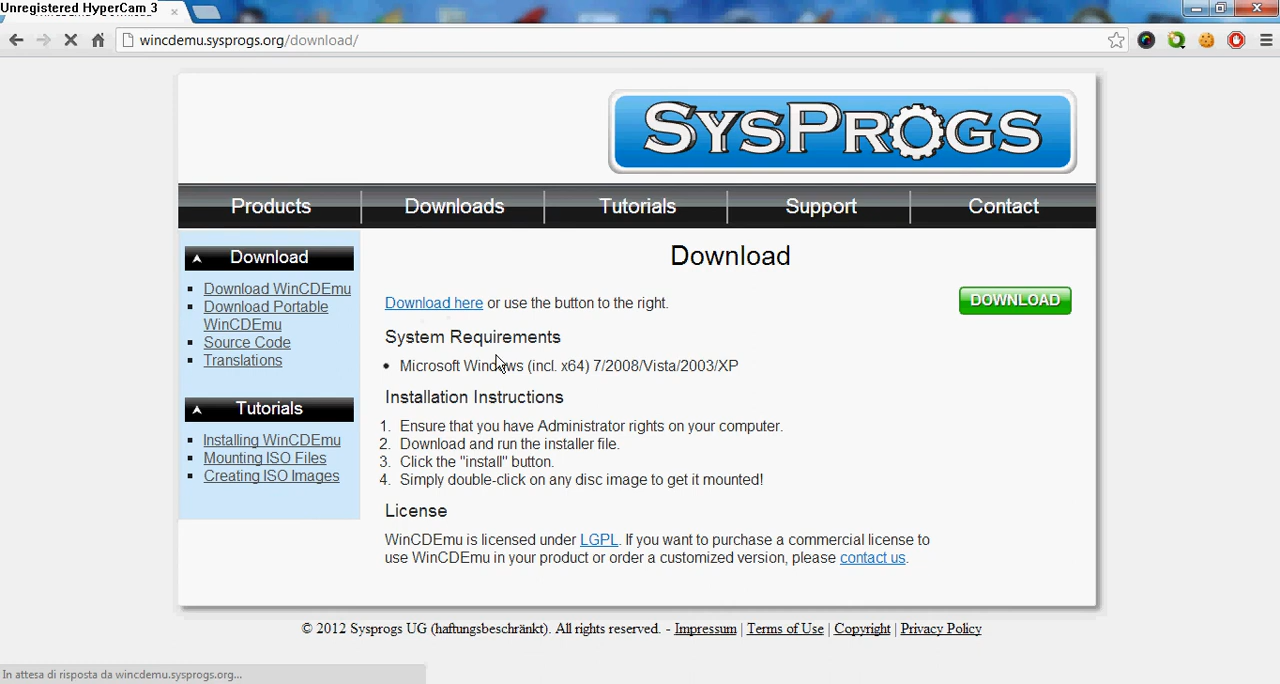 Unregistered HyperCam 3
wincdemu.sysprogs.org/download/
SYSPROGS
Products Downloads Tutorials Support Contact
Download
Download WinCDEmu
Download Portable
WinCDEmu
Source Code
Translations
Tutorials
Installing WinCDEmu
Mounting ISO Files
Creating ISO Images
Download
Download here or use the button to the right.
DOWNLOAD
System Requirements
Microsoft Windows (incl. x64) 7/2008/Vista/2003/XP
Installation Instructions
1. Ensure that you have Administrator rights on your computer.
2. Download and run the installer file.
3. Click the "install" button.
4. Simply double-click on any disc image to get it mounted!
License
WinCDEmu is licensed under LGPL. If you want to purchase a commercial license to
use WinCDEmu in your product or order a customized version, please contact us.
© 2012 Sysprogs UG (haftungsbeschränkt). All rights reserved. - Impressum | Terms of Use | Copyright | Privacy Policy
In attesa di risposta da wincdemu.sysprogs.org...